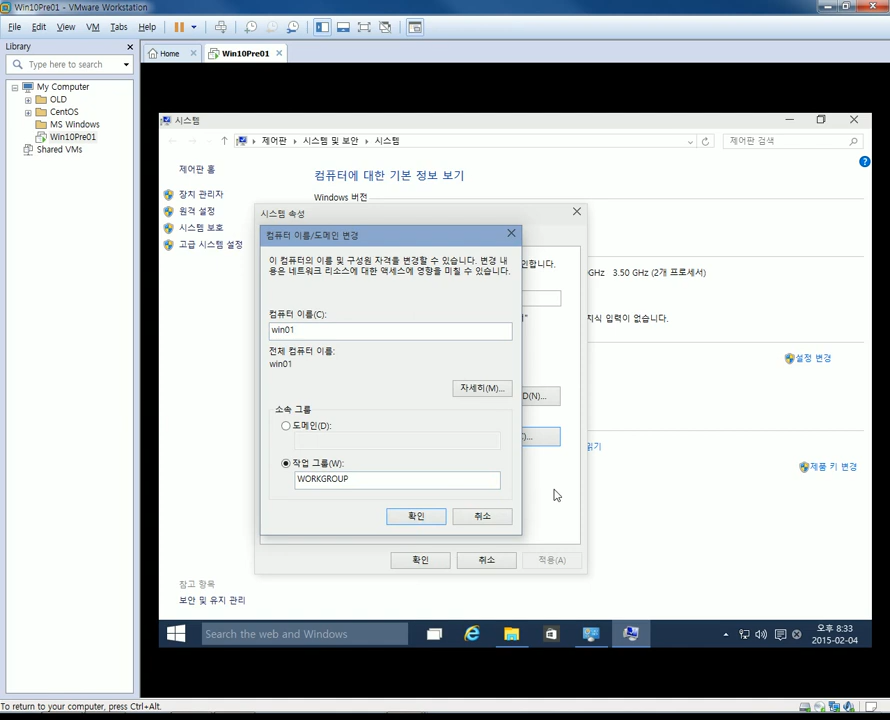 Win10Pre01 - VMware Workstation
File Edit View VM Tabs Help
Library
Type here to search
My Computer
OLD
CentOS
MS Windows
Win10Pre01
Shared VMs
Home
Win10Pre01
시스템
제어판 시스템 및 보안 시스템
제어판 검색
제어판 홈
장치 관리자
원격 설정
시스템 보호
고급 시스템 설정
컴퓨터에 대한 기본 정보 보기
Windows 버전
시스템 속성
컴퓨터 이름/도메인 변경
이 컴퓨터의 이름 및 구성원 자격을 변경할 수 있습니다. 변경 내
용은 네트워크 리소스에 대한 액세스에 영향을 미칠 수 있습니다.
인합니다.
GHz 3.50 GHz (2개 프로세서)
컴퓨터 이름(C):
win01
전체 컴퓨터 이름:
win01
지식 입력이 없습니다.
설정 변경
자세히(M)...
D(N)...
소속 그룹
도메인(D):
작업 그룹(W):
WORKGROUP
)...
읽기
제품 키 변경
확인 취소
확인 취소 적용(A)
참고 항목
보안 및 유지 관리
Search the web and Windows
오후 8:33
2015-02-04
To return to your computer, press Ctrl+Alt.